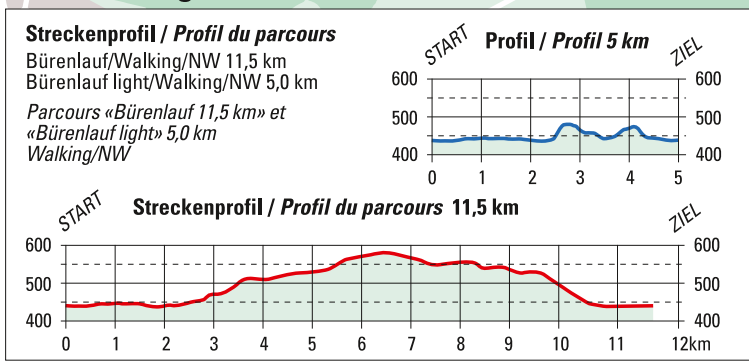 Streckenprofil / Profil du parcours
Bürenlauf/Walking/NW 11,5 km
Bürenlauf light/Walking/NW 5,0 km
Parcours «Bürenlauf 11,5 km» et
«Bürenlauf light» 5,0 km
Walking/NW
START
Profil / Profil 5 km
ZIEL
600 600
500 500
400 400
0 1 2 3 4 5
START
Streckenprofil / Profil du parcours 11,5 km
ZIEL
600 600
500 500
400 400
0 1 2 3 4 5 6 7 8 9 10 11 12km